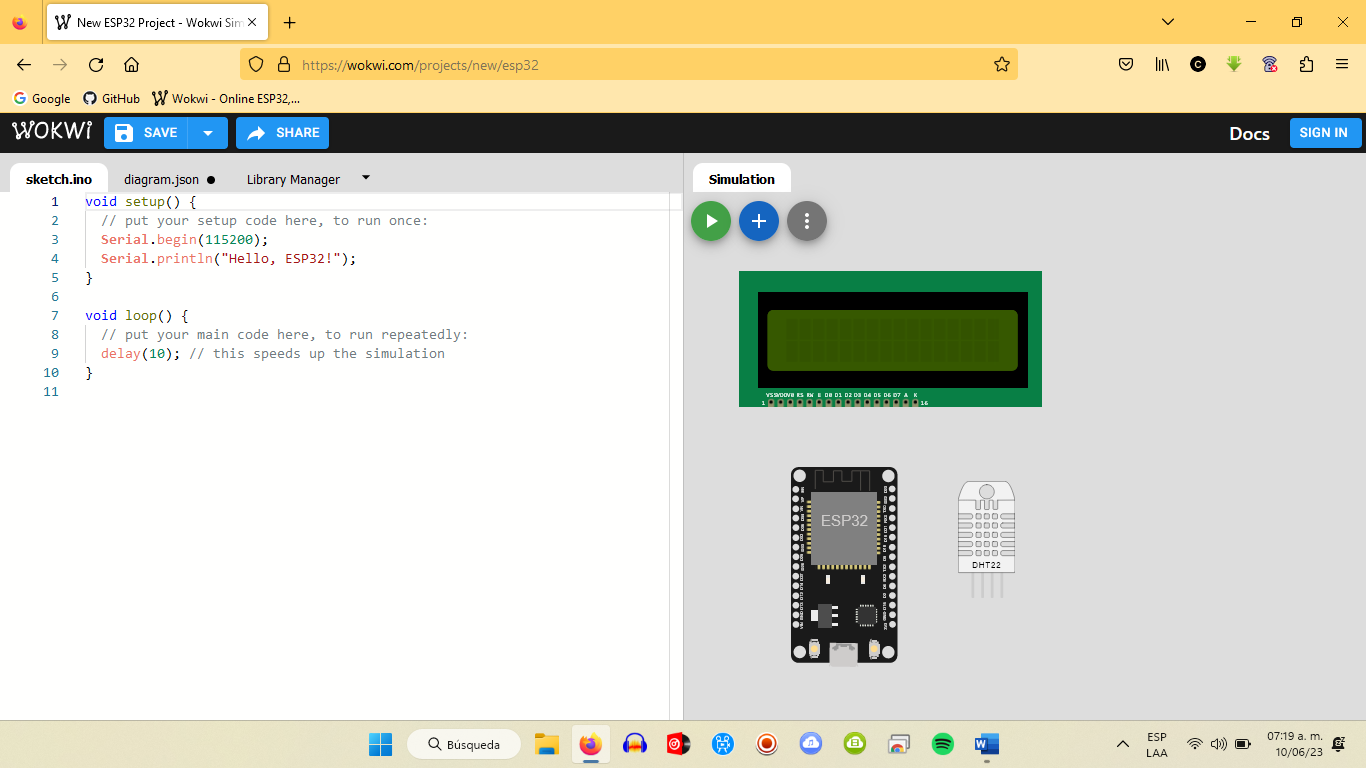 New ESP32 Project - Wokwi Sim
https://wokwi.com/projects/new/esp32
Google GitHub Wokwi - Online ESP32,...
WOKWI SAVE SHARE Docs SIGN IN
sketch.ino diagram.json Library Manager
1 void setup() {
2 // put your setup code here, to run once:
3 Serial.begin(115200);
4 Serial.println("Hello, ESP32!");
5 }
6
7 void loop() {
8 // put your main code here, to run repeatedly:
9 delay(10); // this speeds up the simulation
10 }
11
Simulation
VSS VDD V0 RS RW E D0 D1 D2 D3 D4 D5 D6 D7 A K
1 16
ESP32
DHT22
Búsqueda
ESP
LAA
07:19 a. m.
10/06/23